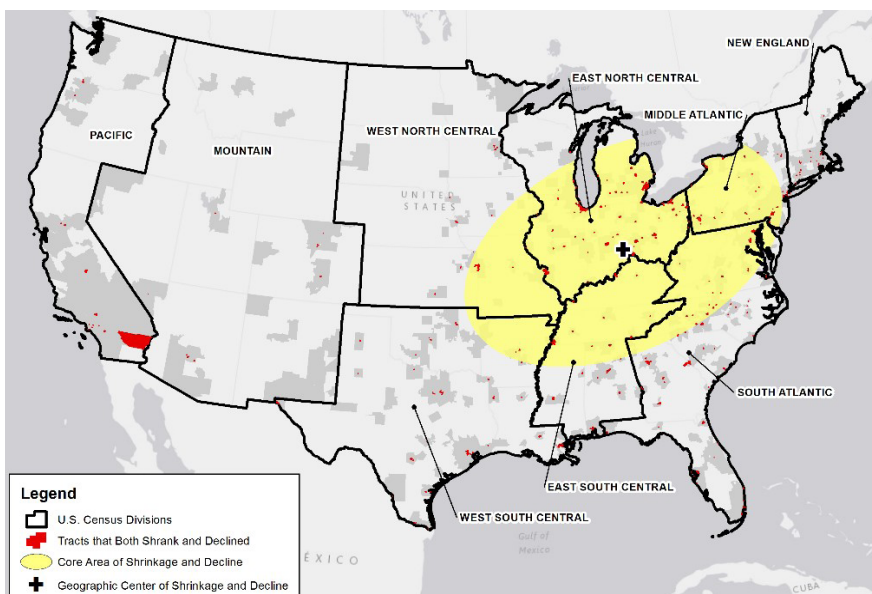 NEW ENGLAND
EAST NORTH CENTRAL
MIDDLE ATLANTIC
PACIFIC
WEST NORTH CENTRAL
MOUNTAIN
UNITED
STATES
SOUTH ATLANTIC
EAST SOUTH CENTRAL
WEST SOUTH CENTRAL
Gulf of
Mexico
MÉXICO
CUBA
Legend
U.S. Census Divisions
Tracts that Both Shrank and Declined
Core Area of Shrinkage and Decline
Geographic Center of Shrinkage and Decline